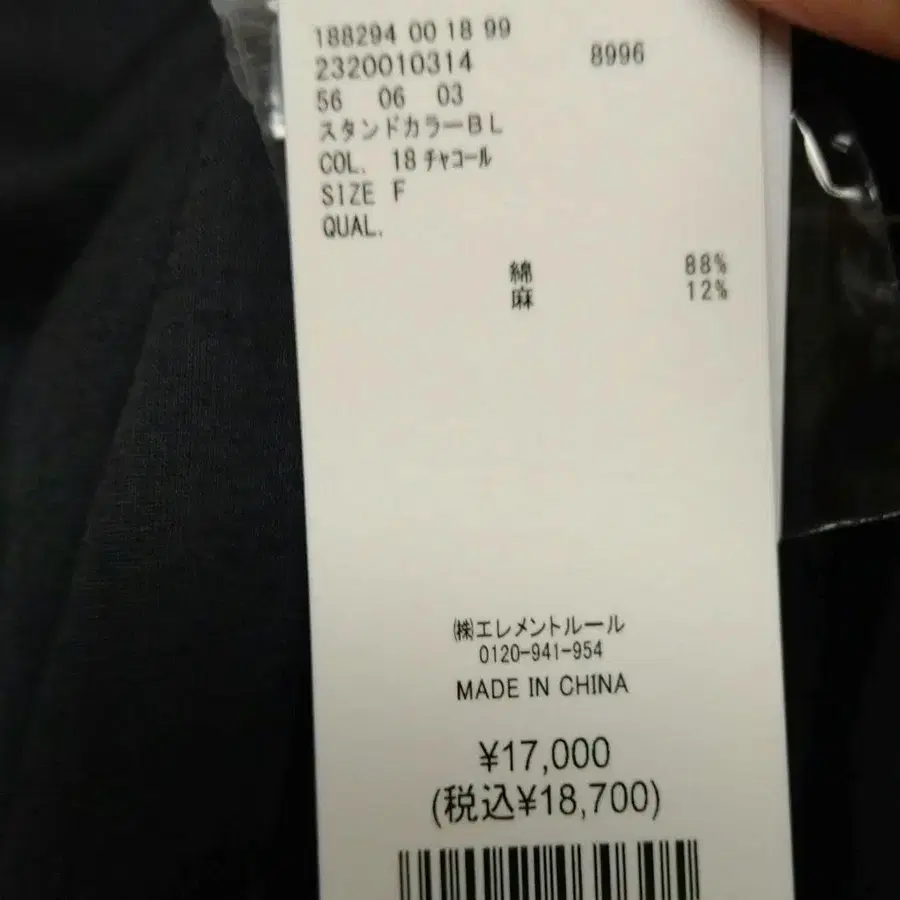 188294 00 18 99
2320010314 8996
56 06 03
スタンドカラーBL
COL. 18 チャコール
SIZE F
QUAL.
綿 88%
麻 12%
㈱エレメントルール
0120-941-954
MADE IN CHINA
¥17,000
(税込¥18,700)